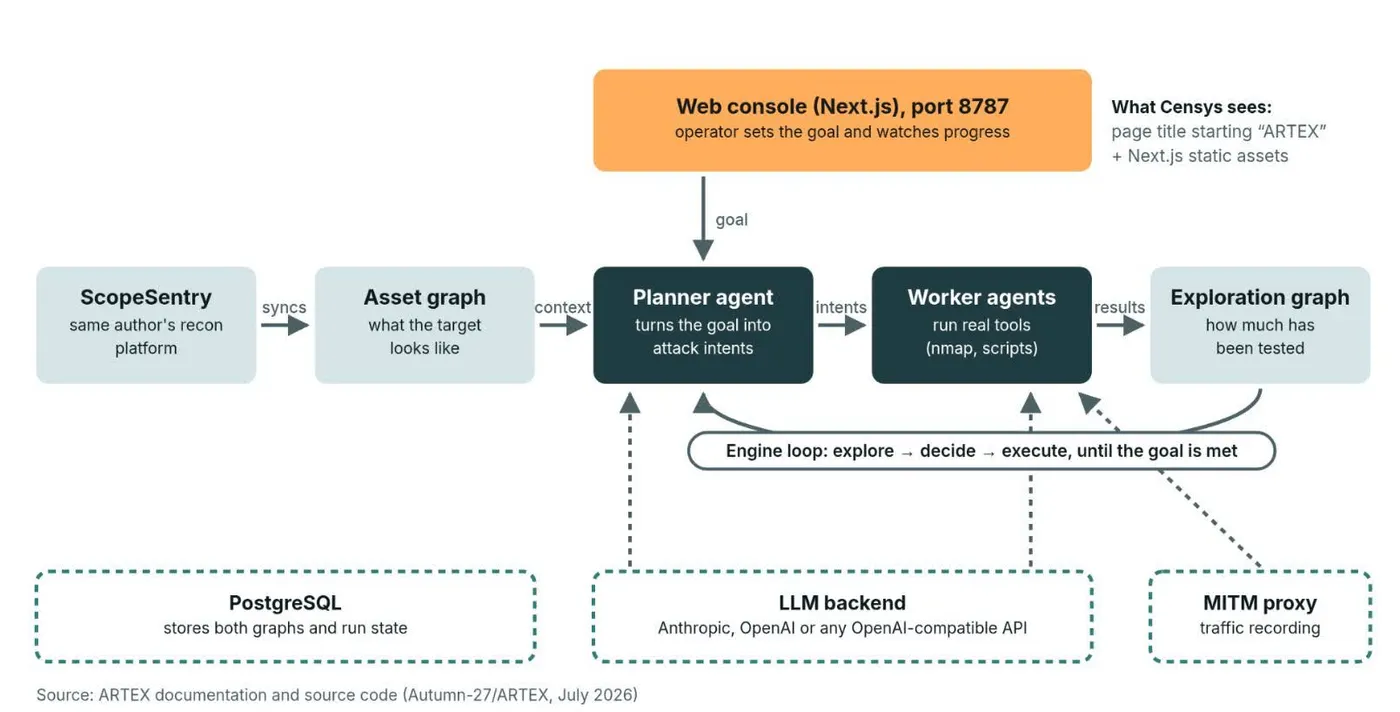 Web console (Next.js), port 8787
operator sets the goal and watches progress
What Censys sees:
page title starting “ARTEX”
+ Next.js static assets
goal
ScopeSentry
same author's recon
platform
syncs
Asset graph
what the target
looks like
context
Planner agent
turns the goal into
attack intents
intents
Worker agents
run real tools
(nmap, scripts)
results
Exploration graph
how much has
been tested
Engine loop: explore → decide → execute, until the goal is met
PostgreSQL
stores both graphs and run state
LLM backend
Anthropic, OpenAI or any OpenAI-compatible API
MITM proxy
traffic recording
Source: ARTEX documentation and source code (Autumn-27/ARTEX, July 2026)